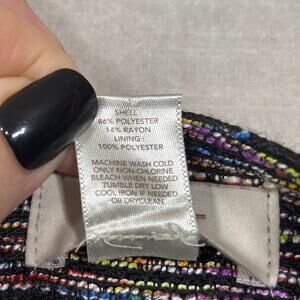 SHELL:
86% POLYESTER
14% RAYON
LINING:
100% POLYESTER
MACHINE WASH COLD
ONLY NON-CHLORINE
BLEACH WHEN NEEDED
TUMBLE DRY LOW
COOL IRON IF NEEDED
OR DRYCLEAN.